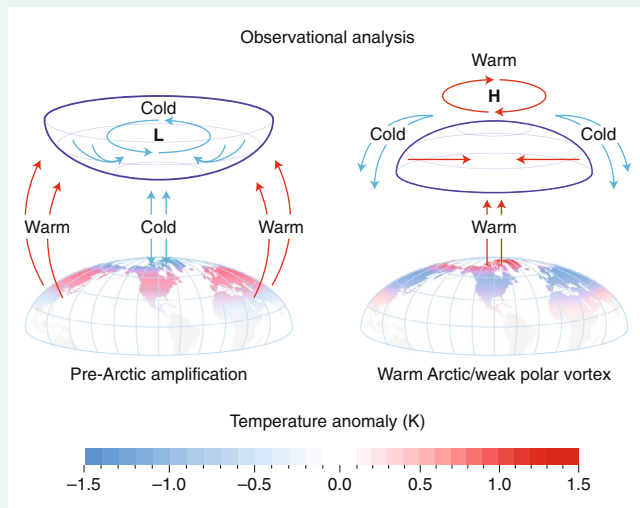 Observational analysis
Cold
L
Warm
Cold
Warm
Pre-Arctic amplification
Warm
H
Cold
Cold
Warm
Warm Arctic/weak polar vortex
Temperature anomaly (K)
–1.5 –1.0 –0.5 0.0 0.5 1.0 1.5